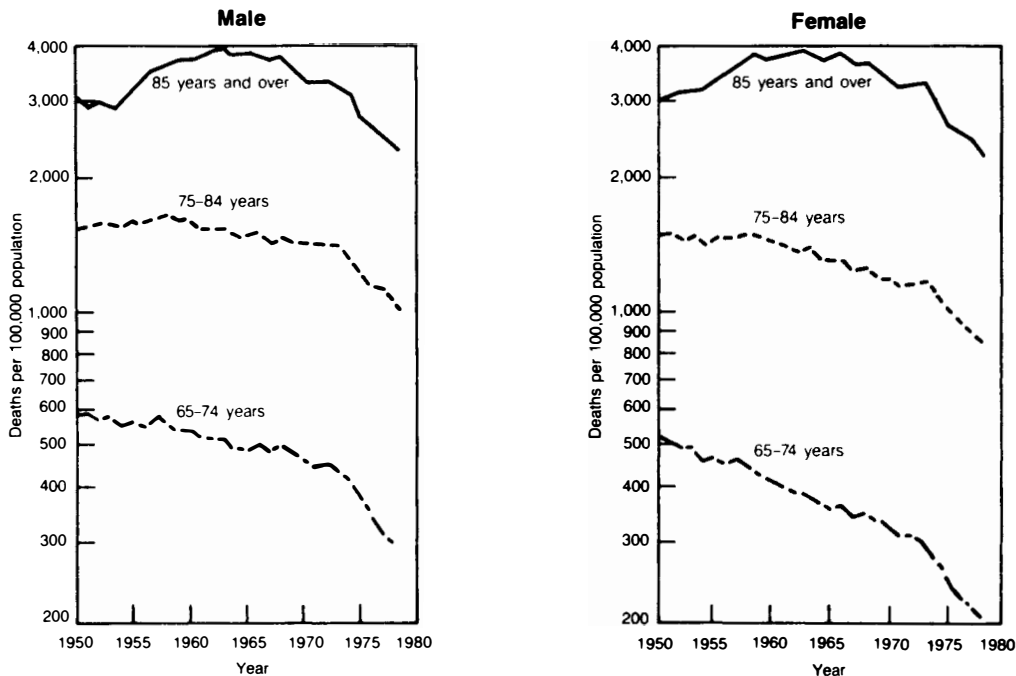 Male
Deaths per 100,000 population
4,000
3,000
2,000
1,000
900
800
700
600
500
400
300
200
85 years and over
75–84 years
65–74 years
1950 1955 1960 1965 1970 1975 1980
Year
Female
Deaths per 100,000 population
4,000
3,000
2,000
1,000
900
800
700
600
500
400
300
200
85 years and over
75–84 years
65–74 years
1950 1955 1960 1965 1970 1975 1980
Year